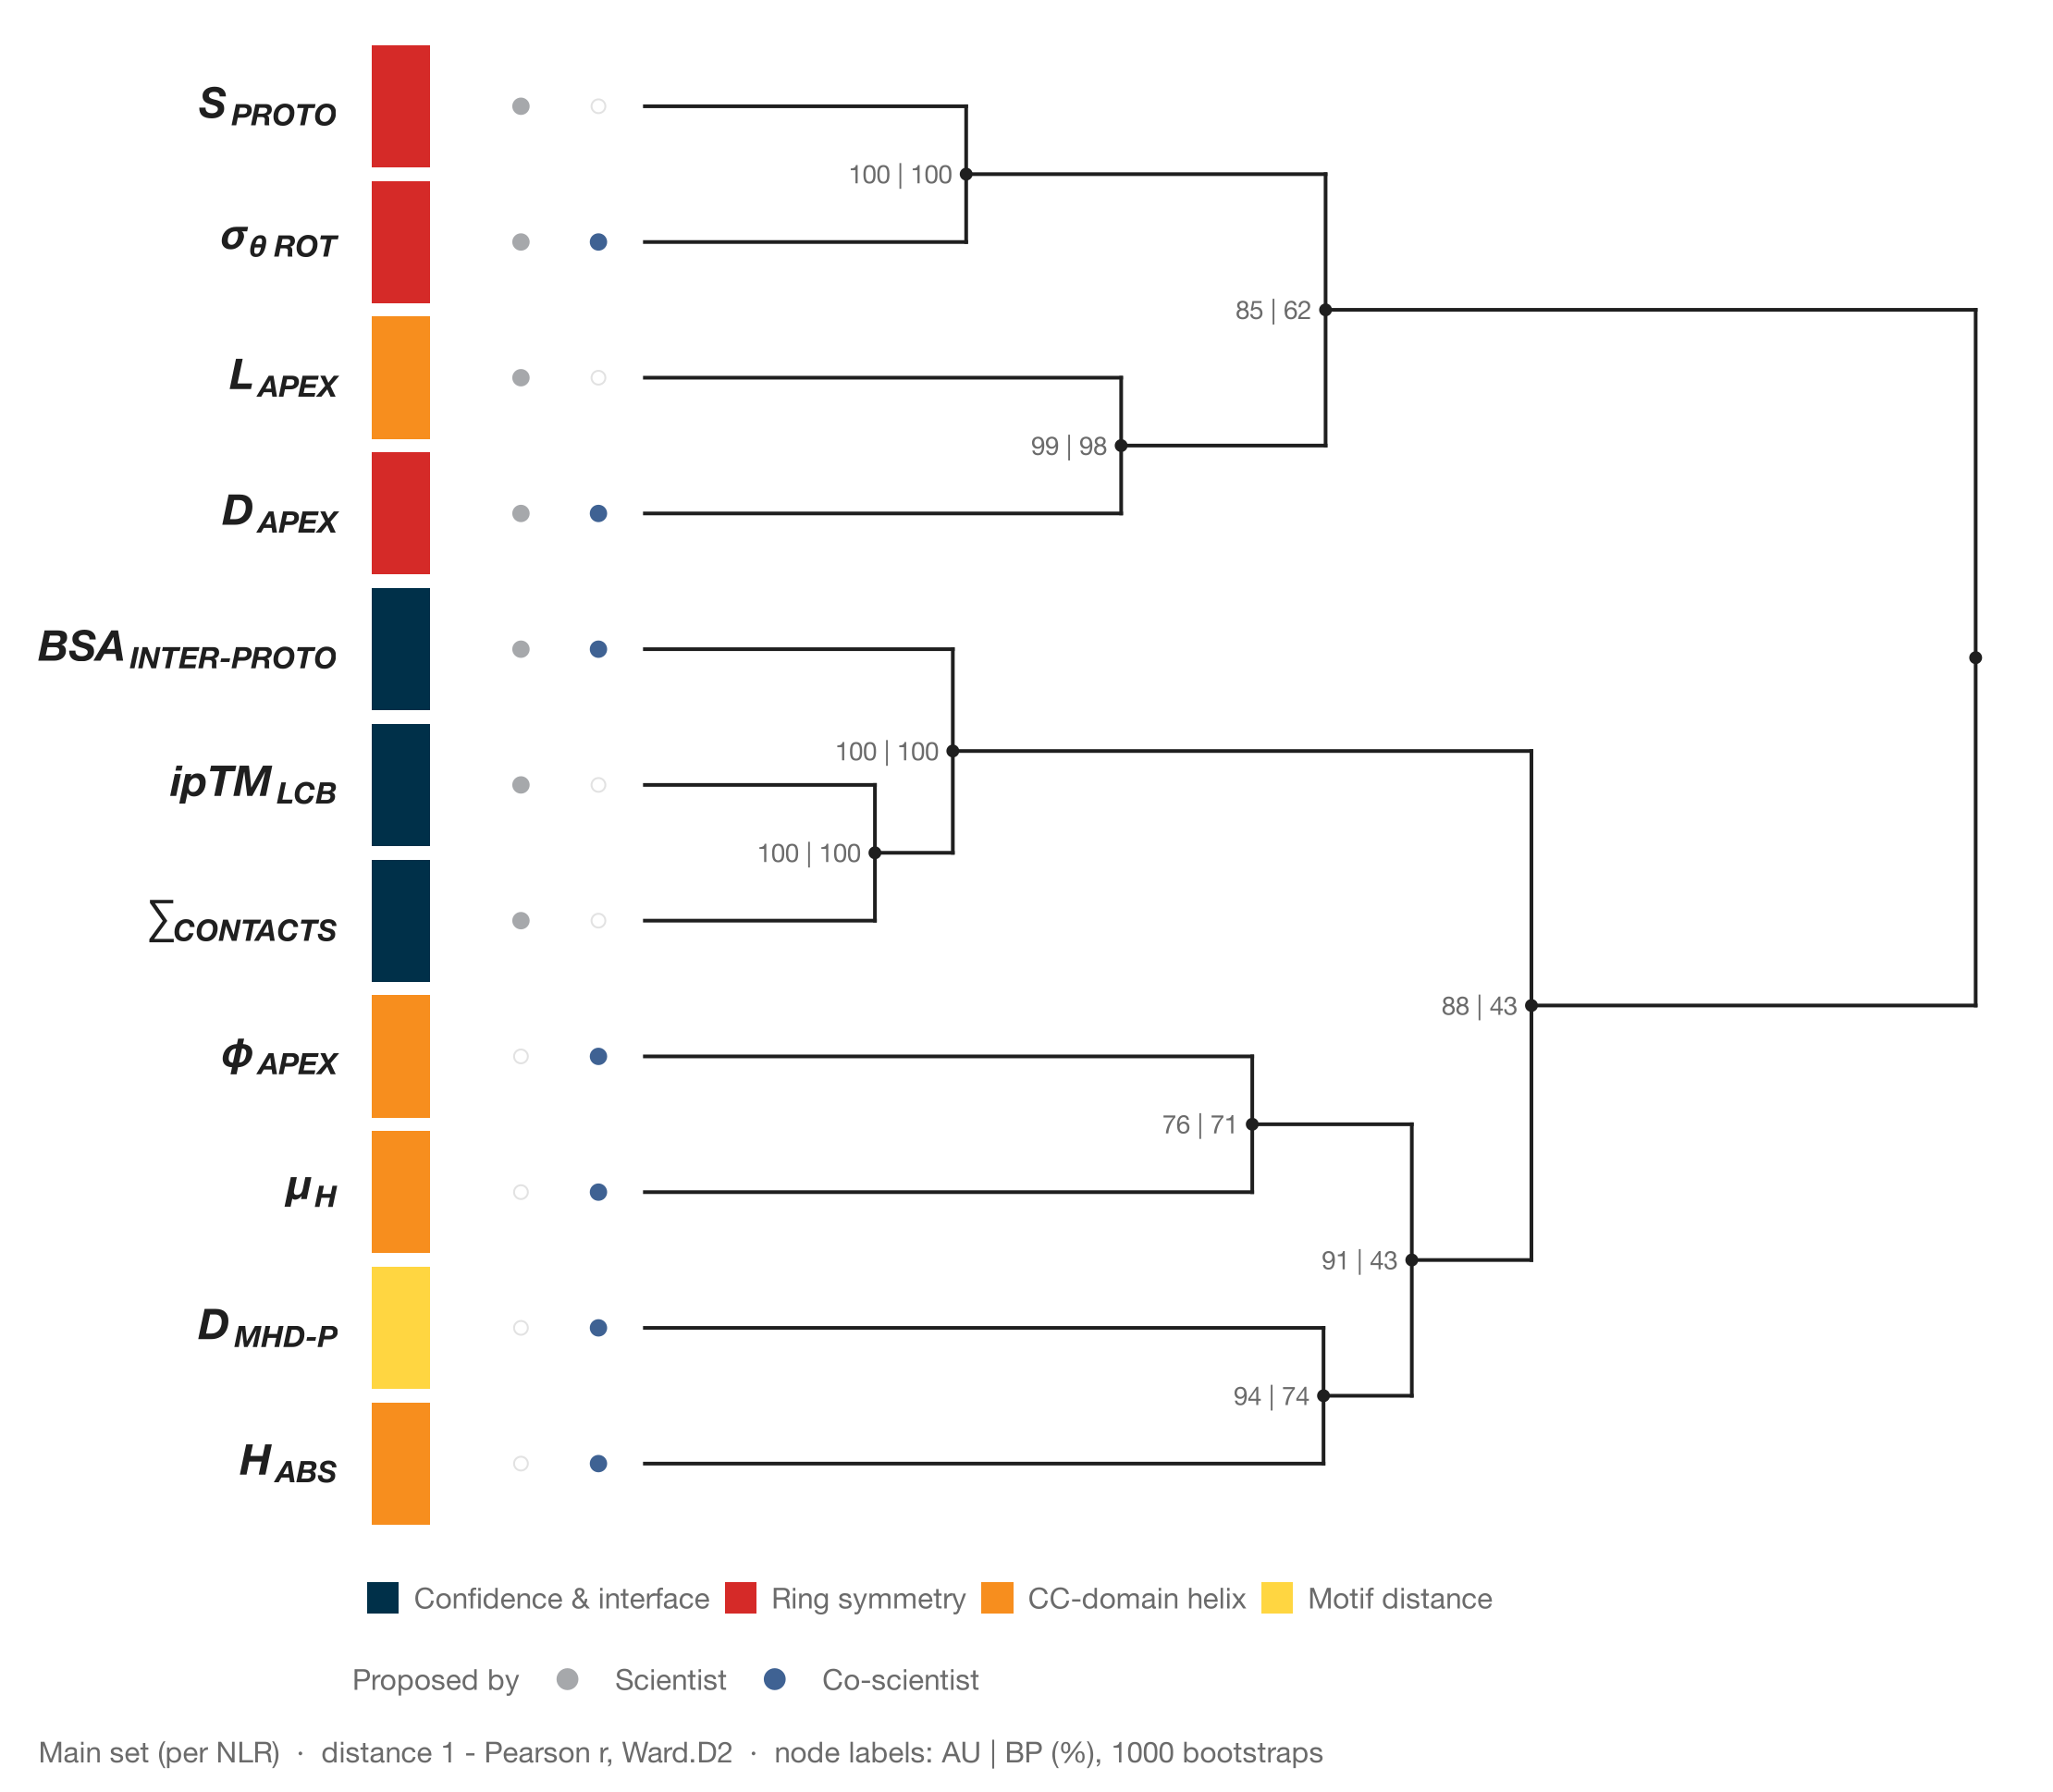 S PROTO
100 | 100
σ θ ROT
85 | 62
L APEX
99 | 98
D APEX
BSA INTER-PROTO
100 | 100
ipTM LCB
100 | 100
∑CONTACTS
88 | 43
ϕ APEX
76 | 71
μ H
91 | 43
D MHD-P
94 | 74
H ABS
Confidence & interface Ring symmetry CC-domain helix Motif distance
Proposed by Scientist Co-scientist
Main set (per NLR) · distance 1 - Pearson r, Ward.D2 · node labels: AU | BP (%), 1000 bootstraps